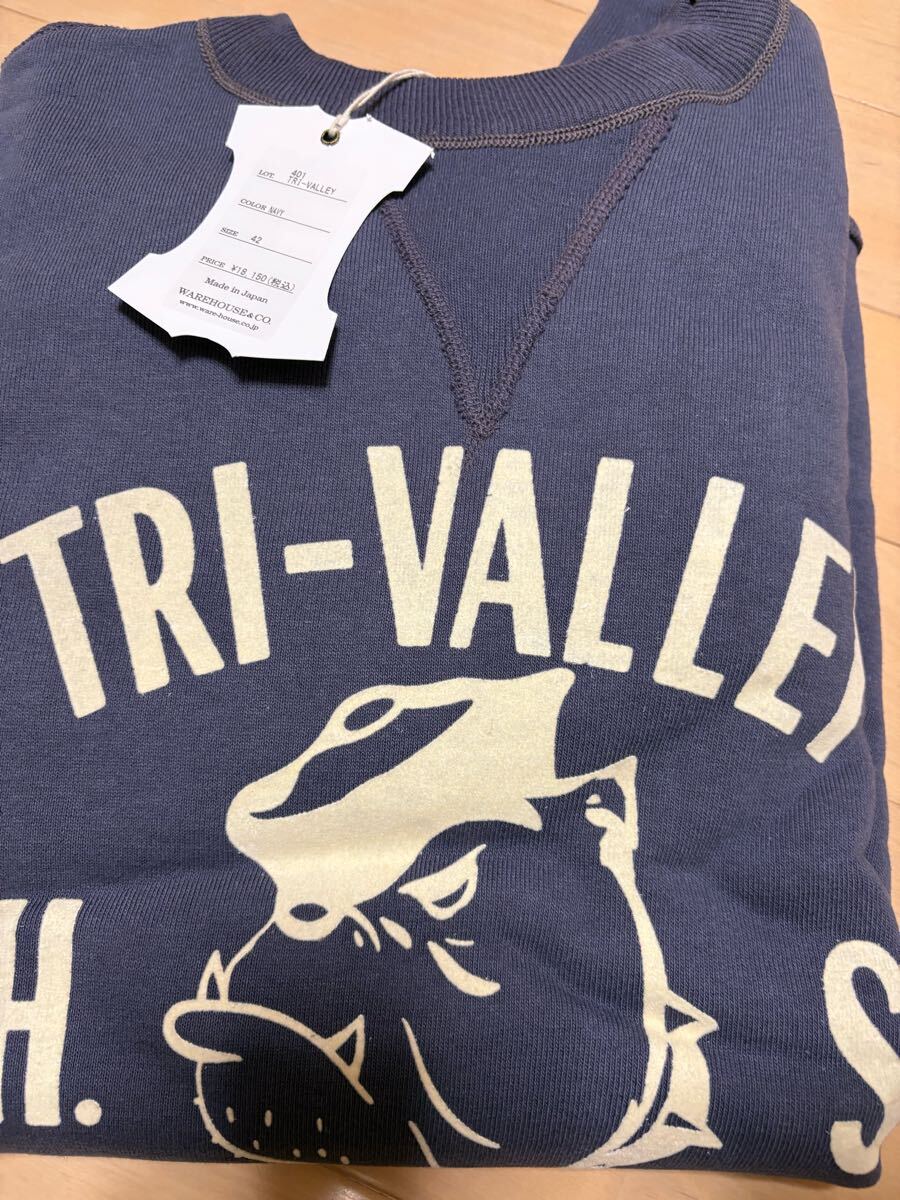 LOT. 401
TRI-VALLEY
COLOR NAVY
SIZE 42
PRICE ¥18,150(税込)
Made in Japan
WAREHOUSE&CO.
www.ware-house.co.jp
TRI-VALLEY
H. S